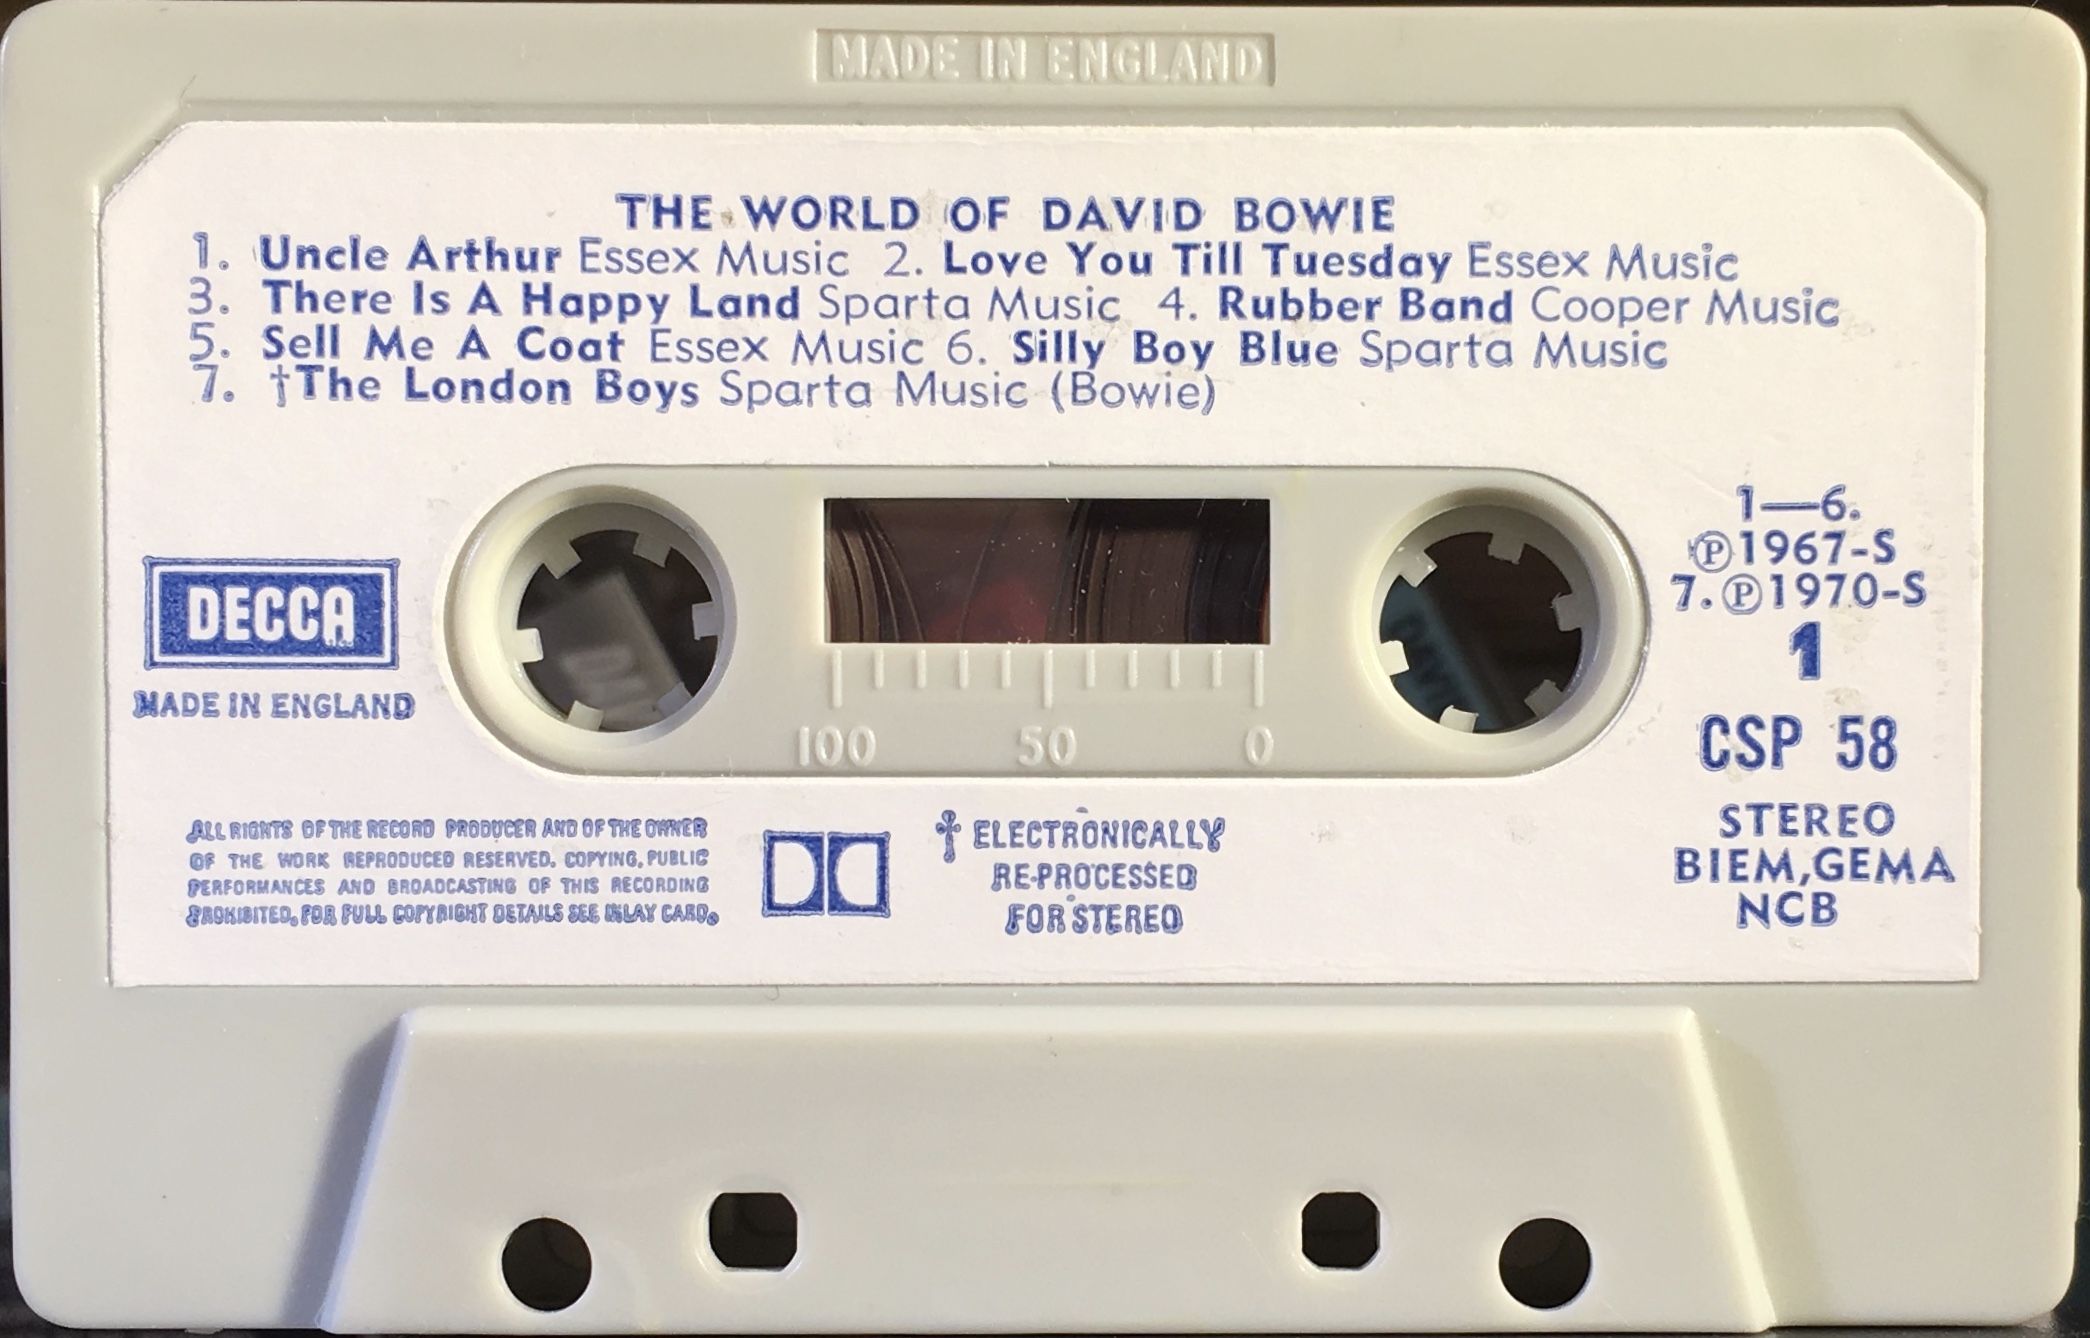 MADE IN ENGLAND
THE WORLD OF DAVID BOWIE
1. Uncle Arthur Essex Music 2. Love You Till Tuesday Essex Music
3. There Is A Happy Land Sparta Music 4. Rubber Band Cooper Music
5. Sell Me A Coat Essex Music 6. Silly Boy Blue Sparta Music
7. †The London Boys Sparta Music (Bowie)
DECCA
MADE IN ENGLAND
100 50 0
1—6.
℗1967-S
7.℗1970-S
1
CSP 58
STEREO
BIEM,GEMA
NCB
ALL RIGHTS OF THE RECORD PRODUCER AND OF THE OWNER
OF THE WORK REPRODUCED RESERVED. COPYING, PUBLIC
PERFORMANCES AND BROADCASTING OF THIS RECORDING
PROHIBITED. FOR FULL COPYRIGHT DETAILS SEE INLAY CARD.
† ELECTRONICALLY
RE-PROCESSED
FOR STEREO